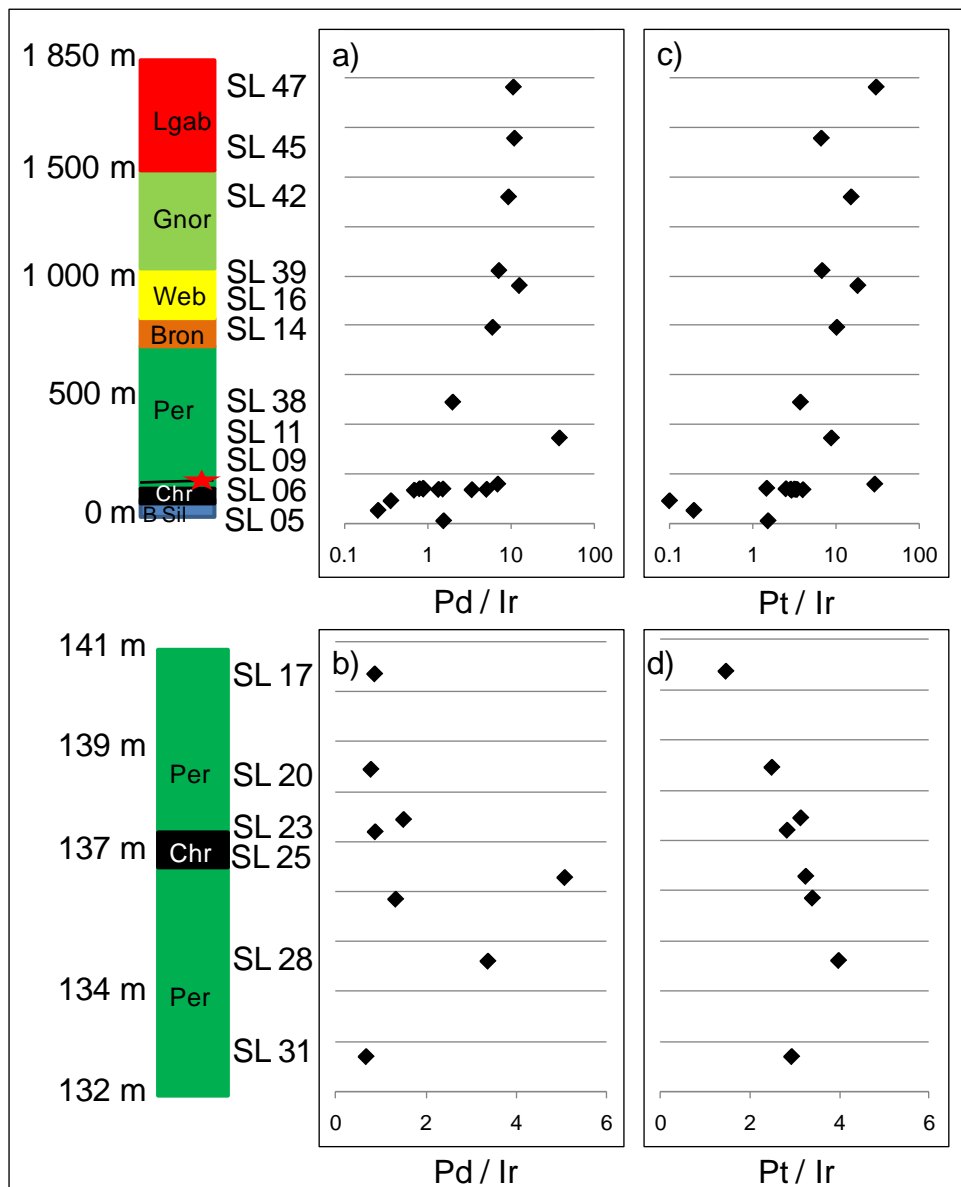 1 850 m
1 500 m
1 000 m
500 m
0 m
Lgab
Gnor
Web
Bron
Per
Chr
B Sil
SL 47
SL 45
SL 42
SL 39
SL 16
SL 14
SL 38
SL 11
SL 09
SL 06
SL 05
a)
0.1 1 10 100
Pd / Ir
c)
0.1 1 10 100
Pt / Ir
141 m
139 m
137 m
134 m
132 m
Per
Chr
Per
SL 17
SL 20
SL 23
SL 25
SL 28
SL 31
b)
0 2 4 6
Pd / Ir
d)
0 2 4 6
Pt / Ir